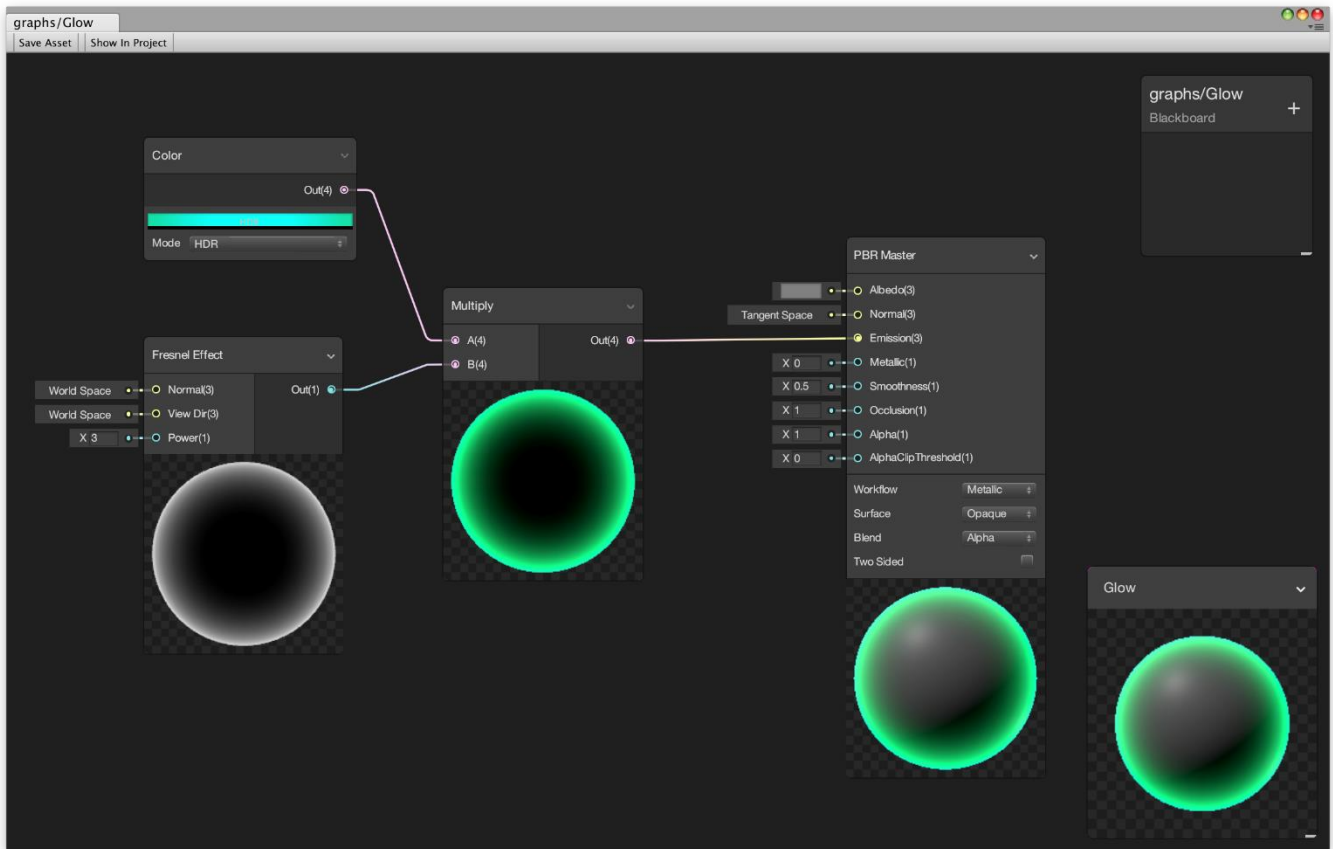 graphs/Glow
Save Asset Show In Project
graphs/Glow
Blackboard
+
Color
Out(4)
HDR
Mode HDR
Fresnel Effect
World Space Normal(3) Out(1)
World Space View Dir(3)
X 3 Power(1)
Multiply
A(4) Out(4)
B(4)
PBR Master
Albedo(3)
Tangent Space Normal(3)
Emission(3)
X 0 Metallic(1)
X 0.5 Smoothness(1)
X 1 Occlusion(1)
X 1 Alpha(1)
X 0 AlphaClipThreshold(1)
Workflow Metallic
Surface Opaque
Blend Alpha
Two Sided
Glow